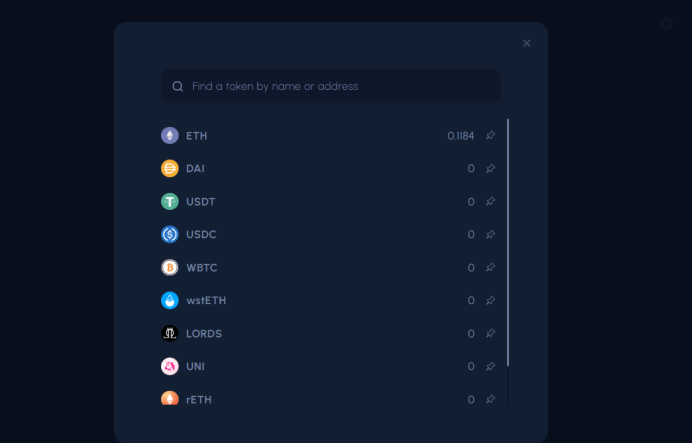 Find a token by name or address
ETH 0.1184
DAI 0
USDT 0
USDC 0
WBTC 0
wstETH 0
LORDS 0
UNI 0
rETH 0